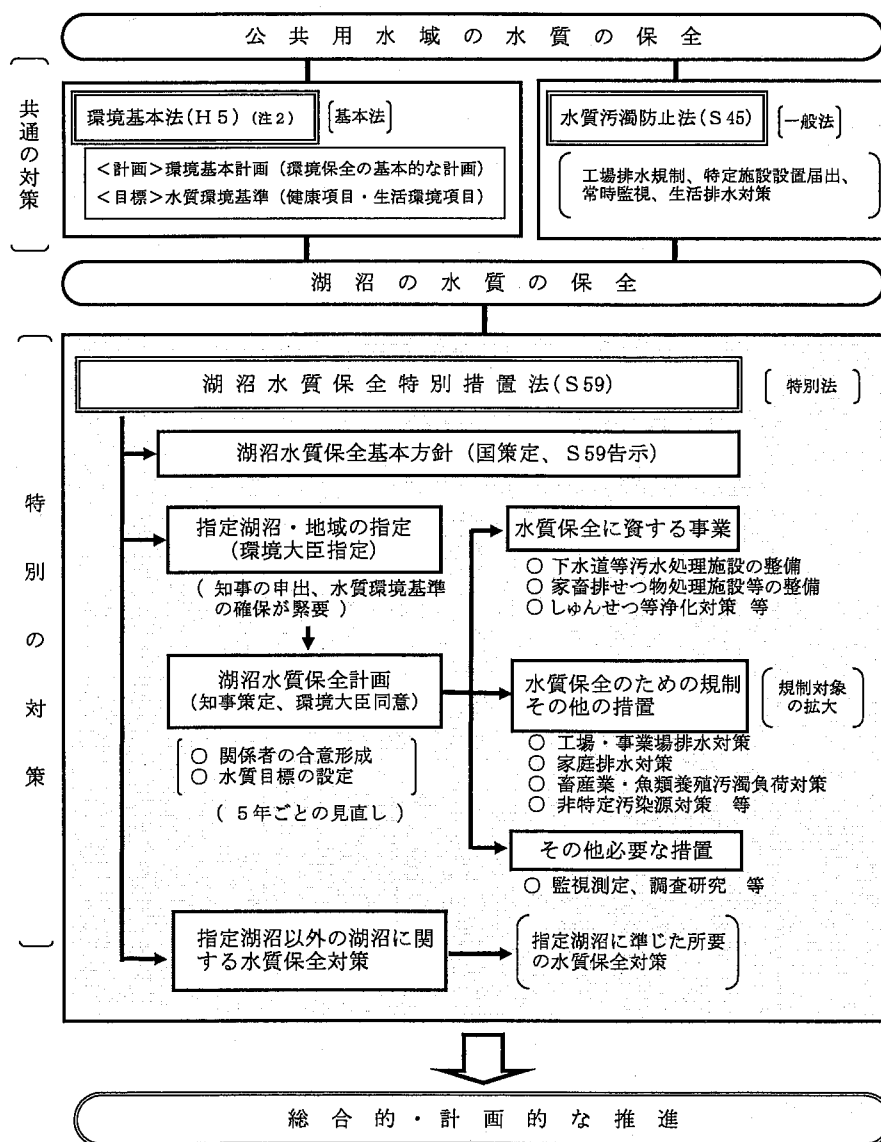 公共用水域の水質の保全
共通の対策
環境基本法(H5)(注2)
基本法
<計画>環境基本計画(環境保全の基本的な計画)
<目標>水質環境基準(健康項目・生活環境項目)
水質汚濁防止法(S45)
一般法
工場排水規制、特定施設設置届出、
常時監視、生活排水対策
湖沼の水質の保全
特別の対策
湖沼水質保全特別措置法(S59)
特別法
湖沼水質保全基本方針(国策定、S59告示)
指定湖沼・地域の指定
(環境大臣指定)
(知事の申出、水質環境基準
の確保が緊要)
湖沼水質保全計画
(知事策定、環境大臣同意)
○ 関係者の合意形成
○ 水質目標の設定
(5年ごとの見直し)
水質保全に資する事業
○ 下水道等汚水処理施設の整備
○ 家畜排せつ物処理施設等の整備
○ しゅんせつ等浄化対策 等
水質保全のための規制
その他の措置
規制対象
の拡大
○ 工場・事業場排水対策
○ 家庭排水対策
○ 畜産業・魚類養殖汚濁負荷対策
○ 非特定汚染源対策 等
その他必要な措置
○ 監視測定、調査研究 等
指定湖沼以外の湖沼に関
する水質保全対策
指定湖沼に準じた所要
の水質保全対策
総合的・計画的な推進